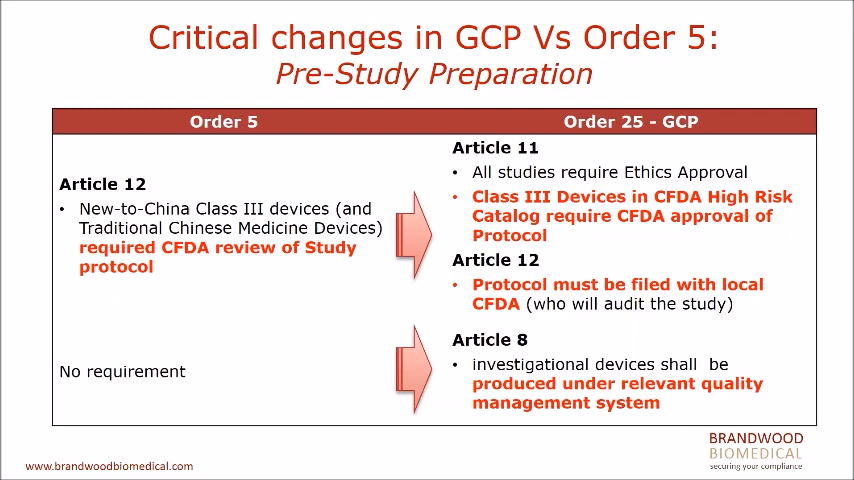 Critical changes in GCP Vs Order 5:
Pre-Study Preparation
Order 5
Order 25 - GCP
Article 12
• New-to-China Class III devices (and
Traditional Chinese Medicine Devices)
required CFDA review of Study
protocol
Article 11
• All studies require Ethics Approval
• Class III Devices in CFDA High Risk
Catalog require CFDA approval of
Protocol
Article 12
• Protocol must be filed with local
CFDA (who will audit the study)
No requirement
Article 8
• investigational devices shall be
produced under relevant quality
management system
www.brandwoodbiomedical.com
BRANDWOOD
BIOMEDICAL
securing your compliance